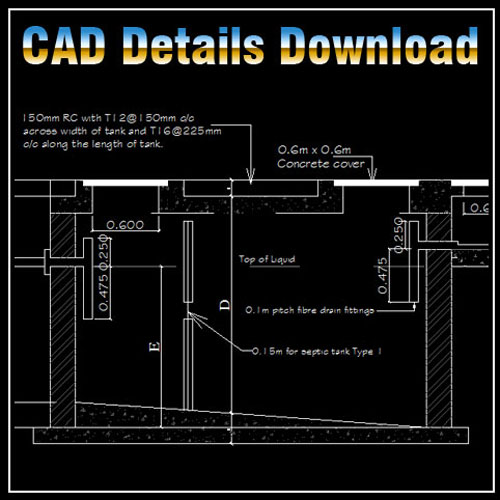 CAD Details Download
150mm RC with T12@150mm c/c
across width of tank and T16@225mm
c/c along the length of tank.
0.6m x 0.6m
Concrete cover
0.600
0.6
0.250
0.475
0.250
0.475
Top of Liquid
D
0.1m pitch fibre drain fittings
E
0.15m for septic tank Type 1